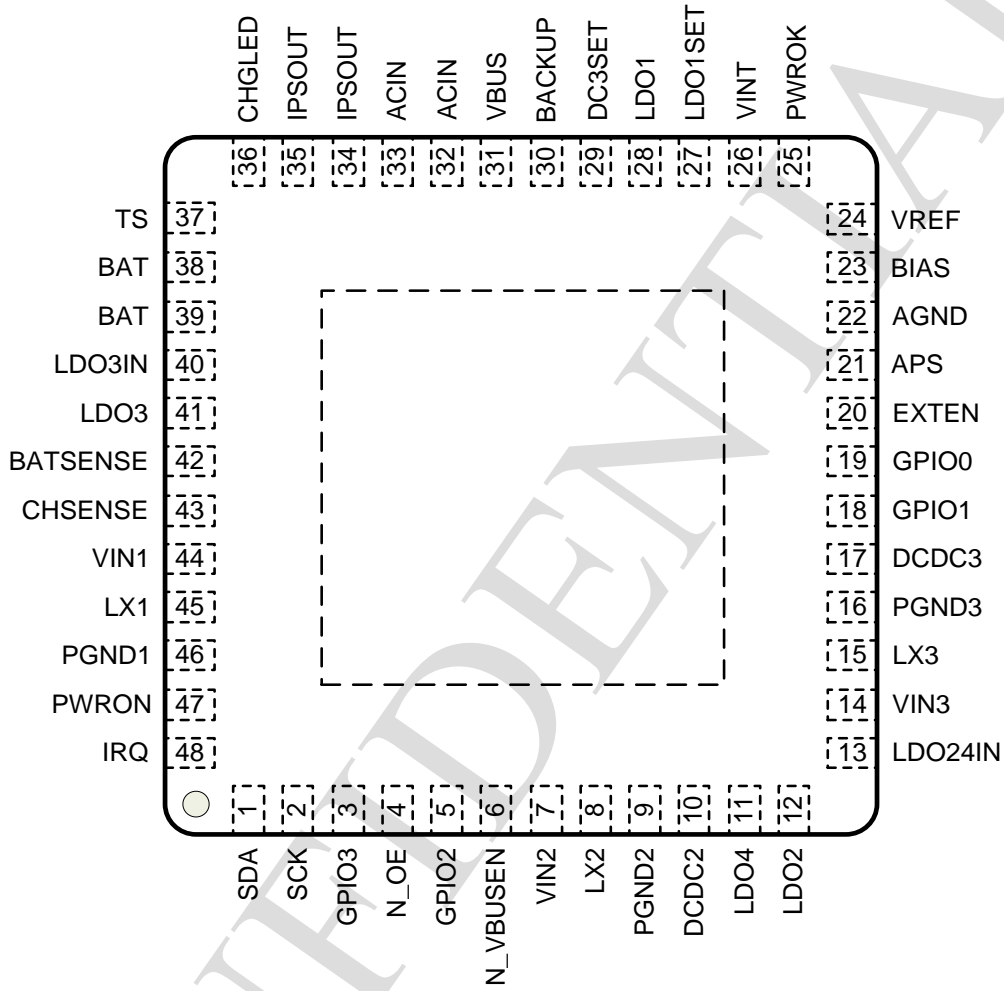 CHGLED
IPSOUT
IPSOUT
ACIN
ACIN
VBUS
BACKUP
DC3SET
LDO1
LDO1SET
VINT
PWROK
36
35
34
33
32
31
30
29
28
27
26
25
TS 37
BAT 38
BAT 39
LDO3IN 40
LDO3 41
BATSENSE 42
CHSENSE 43
VIN1 44
LX1 45
PGND1 46
PWRON 47
IRQ 48
24 VREF
23 BIAS
22 AGND
21 APS
20 EXTEN
19 GPIO0
18 GPIO1
17 DCDC3
16 PGND3
15 LX3
14 VIN3
13 LDO24IN
1
2
3
4
5
6
7
8
9
10
11
12
SDA
SCK
GPIO3
N_OE
GPIO2
N_VBUSEN
VIN2
LX2
PGND2
DCDC2
LDO4
LDO2